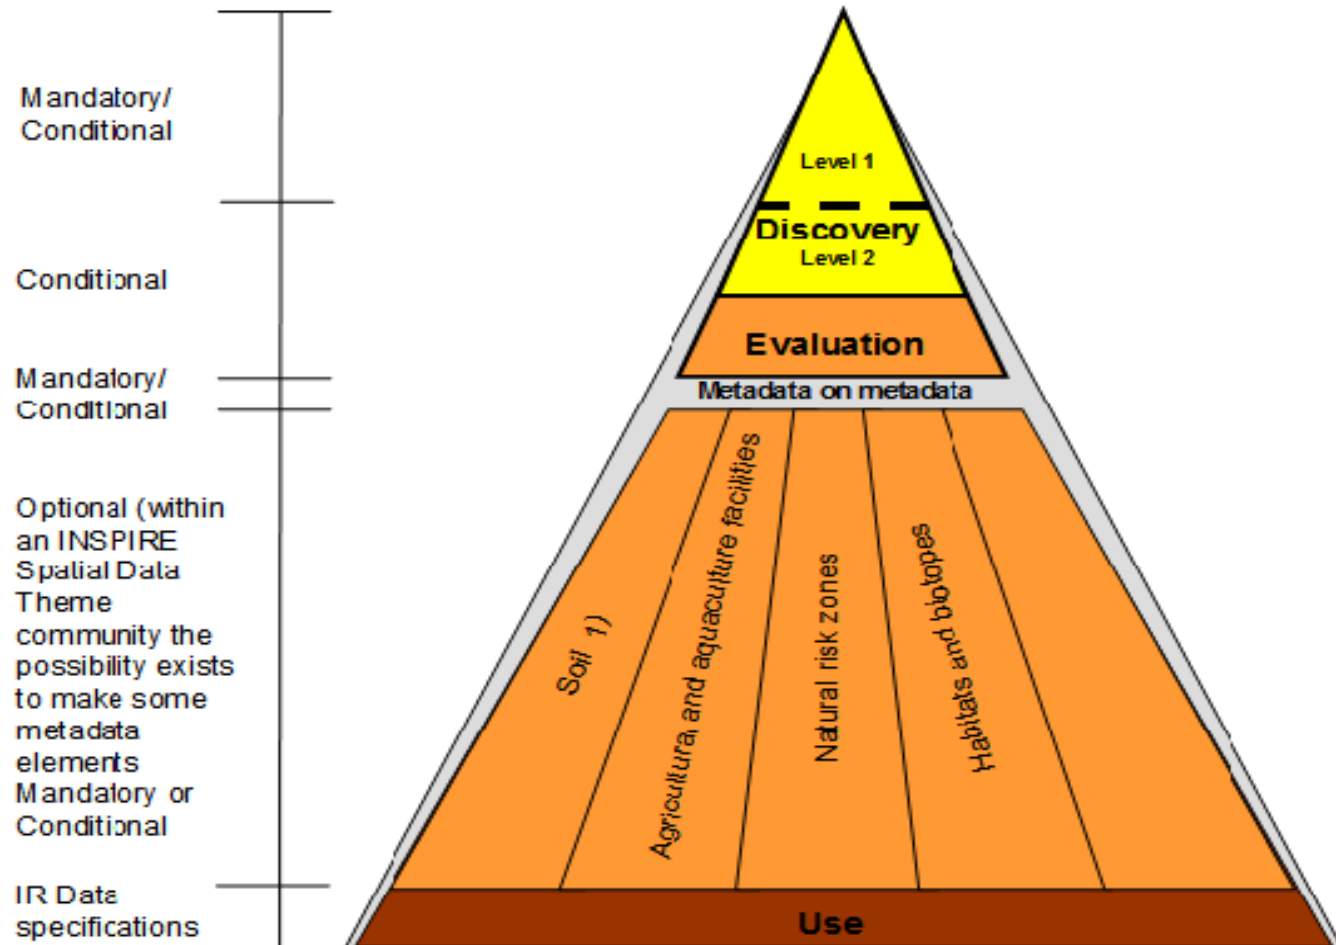 Mandatory/
Conditional
Conditional
Mandatory/
Conditional
Optional (within
an INSPIRE
Spatial Data
Theme
community the
possibility exists
to make some
metadata
elements
Mandatory or
Conditional
IR Data
specifications
Level 1
Discovery
Level 2
Evaluation
Metadata on metadata
Soil 1)
Agricultural and aquaculture facilities
Natural risk zones
Habitats and biotopes
Use